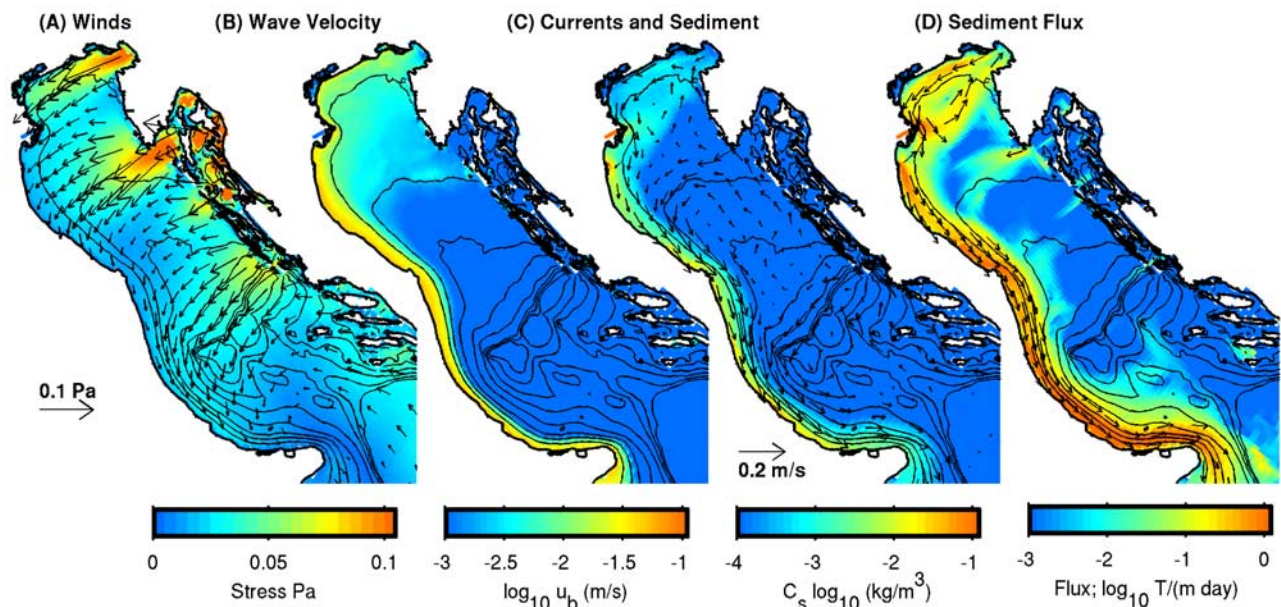 (A) Winds
(B) Wave Velocity
(C) Currents and Sediment
(D) Sediment Flux
0.1 Pa
0.2 m/s
0 0.05 0.1
Stress Pa
-3 -2.5 -2 -1.5 -1
log10 u_b (m/s)
-4 -3 -2 -1
C_s log10 (kg/m³)
-3 -2 -1 0
Flux; log10 T/(m day)